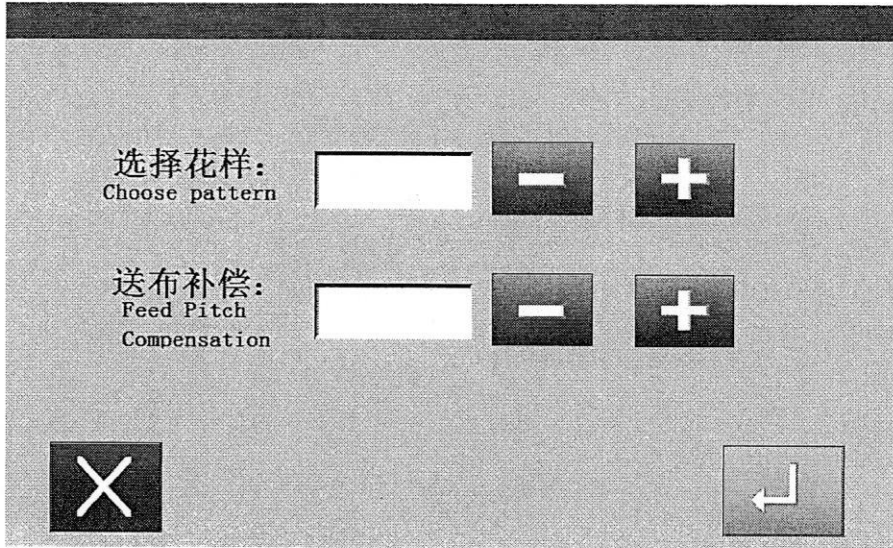 选择花样：
Choose pattern
送布补偿：
Feed Pitch
Compensation